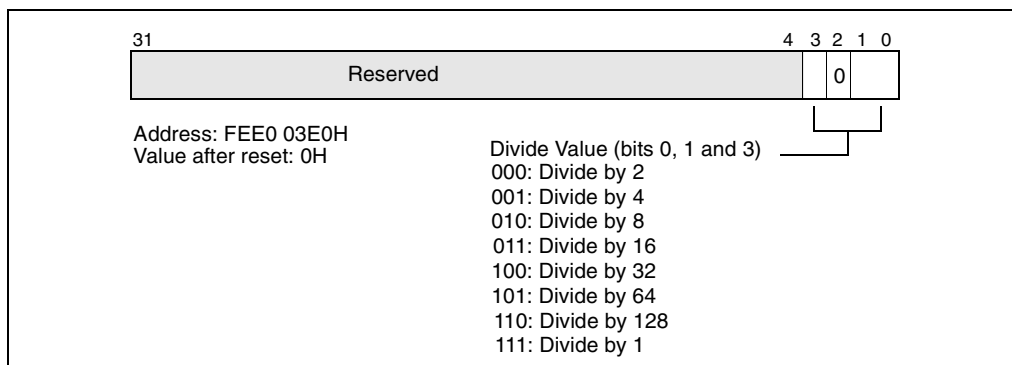 31 4 3 2 1 0
Reserved 0
Address: FEE0 03E0H
Value after reset: 0H
Divide Value (bits 0, 1 and 3)
000: Divide by 2
001: Divide by 4
010: Divide by 8
011: Divide by 16
100: Divide by 32
101: Divide by 64
110: Divide by 128
111: Divide by 1